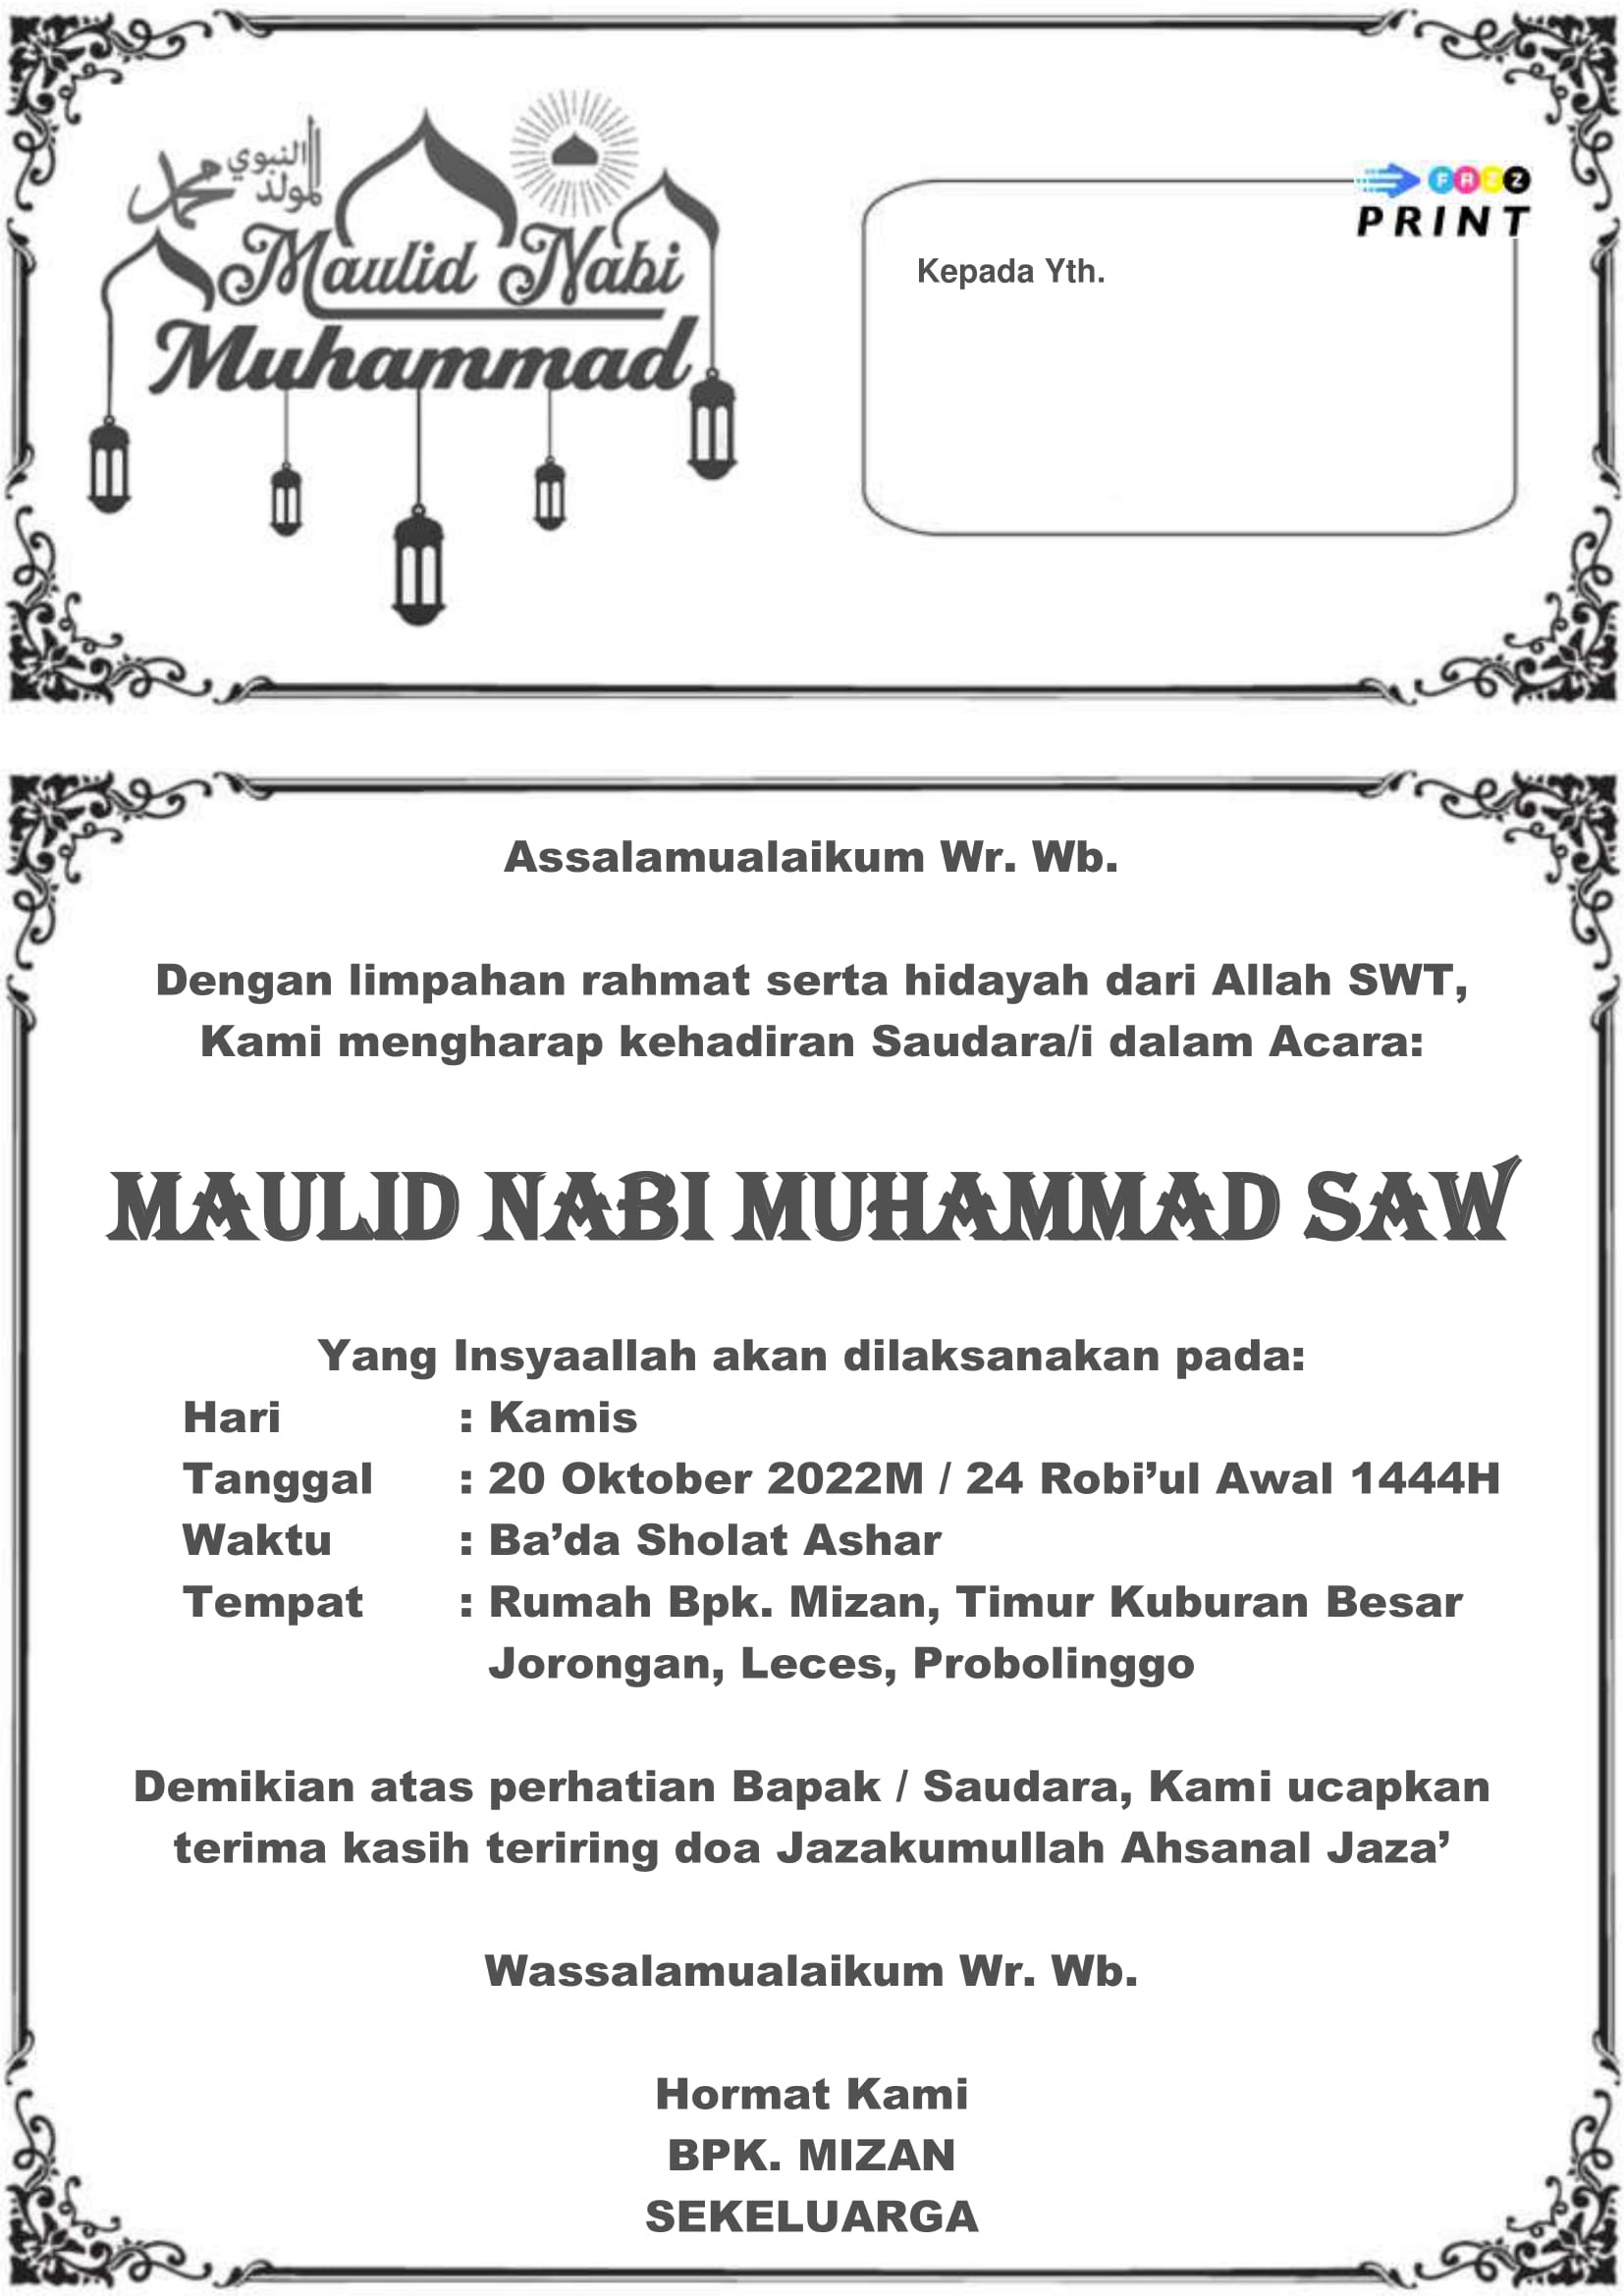 المولد النبوي
محمد
Maulid Nabi
Muhammad
FAZZ
PRINT
Kepada Yth.
Assalamualaikum Wr. Wb.
Dengan limpahan rahmat serta hidayah dari Allah SWT,
Kami mengharap kehadiran Saudara/i dalam Acara:
MAULID NABI MUHAMMAD SAW
Yang Insyaallah akan dilaksanakan pada:
Hari : Kamis
Tanggal : 20 Oktober 2022M / 24 Robi’ul Awal 1444H
Waktu : Ba’da Sholat Ashar
Tempat : Rumah Bpk. Mizan, Timur Kuburan Besar
Jorongan, Leces, Probolinggo
Demikian atas perhatian Bapak / Saudara, Kami ucapkan
terima kasih teriring doa Jazakumullah Ahsanal Jaza’
Wassalamualaikum Wr. Wb.
Hormat Kami
BPK. MIZAN
SEKELUARGA